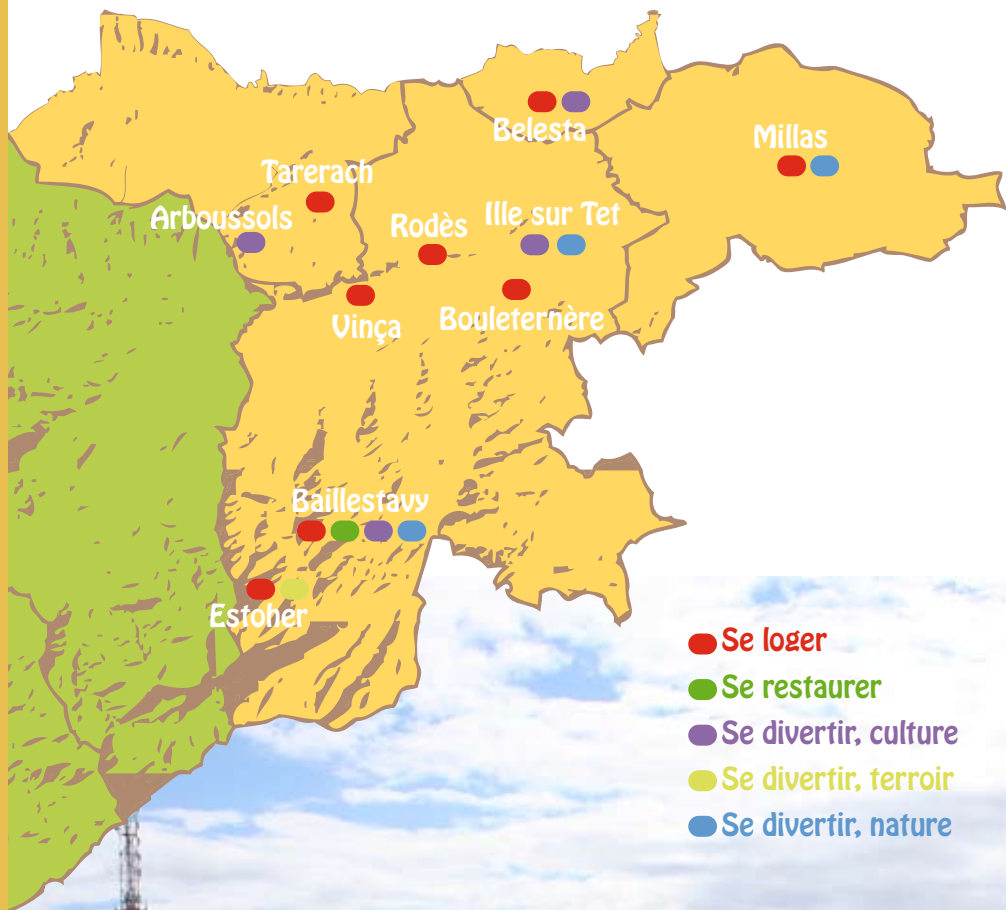 Belesta
Millas
Tarerach
Arboussols
Rodès
Ille sur Tet
Vinça
Bouleternère
Baillestavy
Estoher
Se loger
Se restaurer
Se divertir, culture
Se divertir, terroir
Se divertir, nature